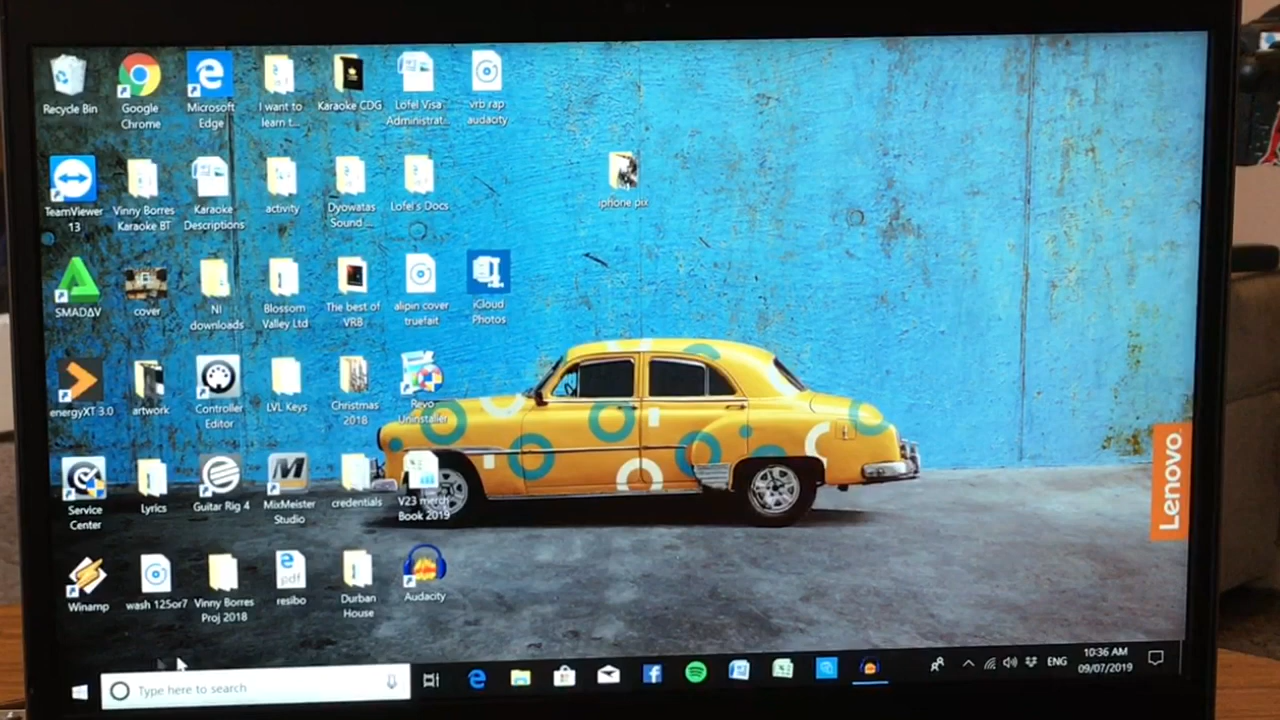 Recycle Bin
Google
Chrome
Microsoft
Edge
I want to
learn t...
Karaoke CDG
Lofel Visa
Administrat...
vrb rap
audacity
TeamViewer
13
Vinny Borres
Karaoke BT
Karaoke
Descriptions
activity
Dyowatas
Sound ...
Lofel's Docs
iphone pix
SMADΔV
cover
NI
downloads
Blossom
Valley Ltd
The best of
VRB
alipin cover
truefait
iCloud
Photos
energyXT 3.0
artwork
Controller
Editor
LVL Keys
Christmas
2018
Revo
Uninstaller
Service
Center
Lyrics
Guitar Rig 4
MixMeister
Studio
credentials
V23 merch
Book 2019
Lenovo
Winamp
wash 125or7
Vinny Borres
Proj 2018
pdf
resibo
Durban
House
Audacity
Type here to search
ENG
10:36 AM
09/07/2019